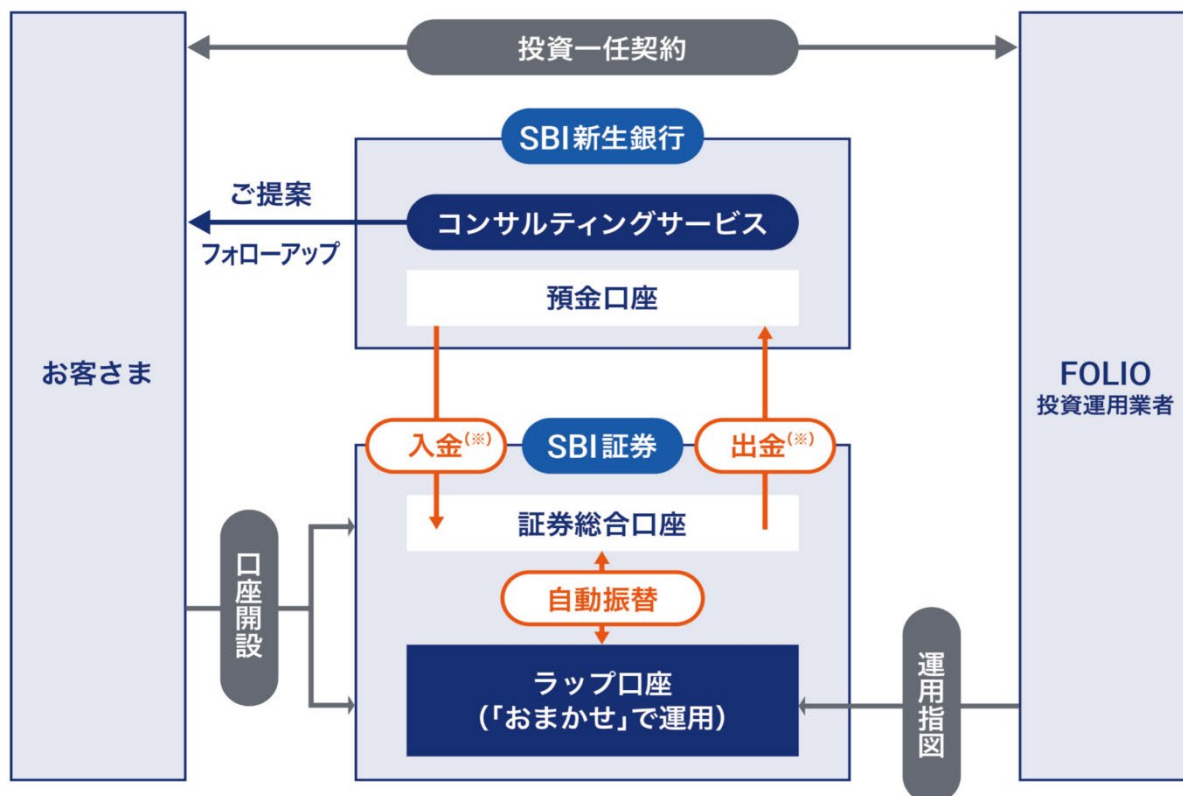 投資一任契約
SBI新生銀行
ご提案
フォローアップ
コンサルティングサービス
預金口座
お客さま
FOLIO
投資運用業者
入金(※)
SBI証券
出金(※)
証券総合口座
口座開設
自動振替
ラップ口座
(「おまかせ」で運用)
運用指図